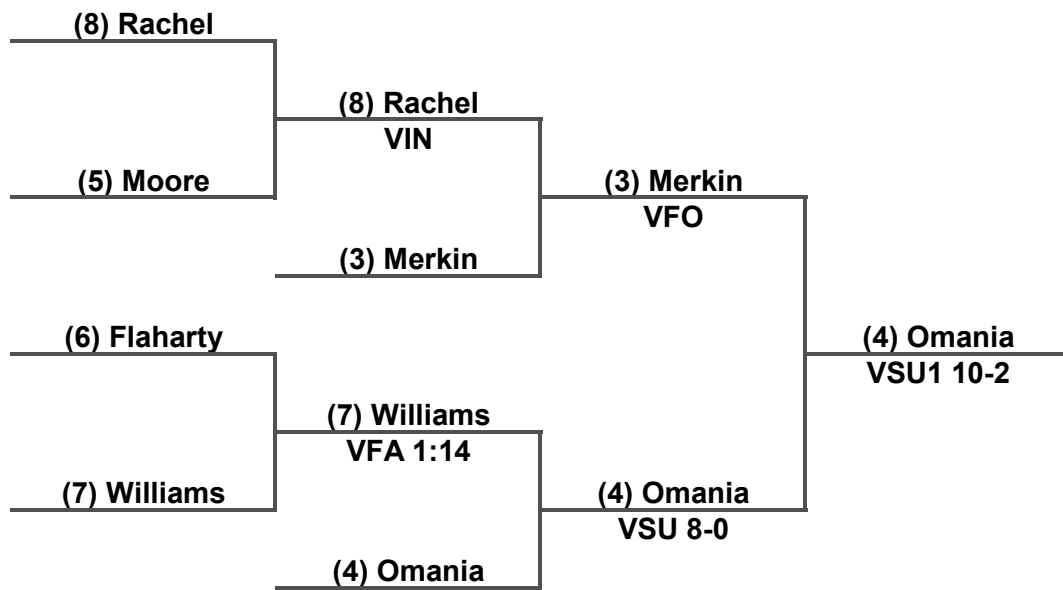 (8) Rachel
(8) Rachel
VIN
(5) Moore
(3) Merkin
VFO
(3) Merkin
(6) Flaharty
(4) Omania
VSU1 10-2
(7) Williams
VFA 1:14
(7) Williams
(4) Omania
VSU 8-0
(4) Omania